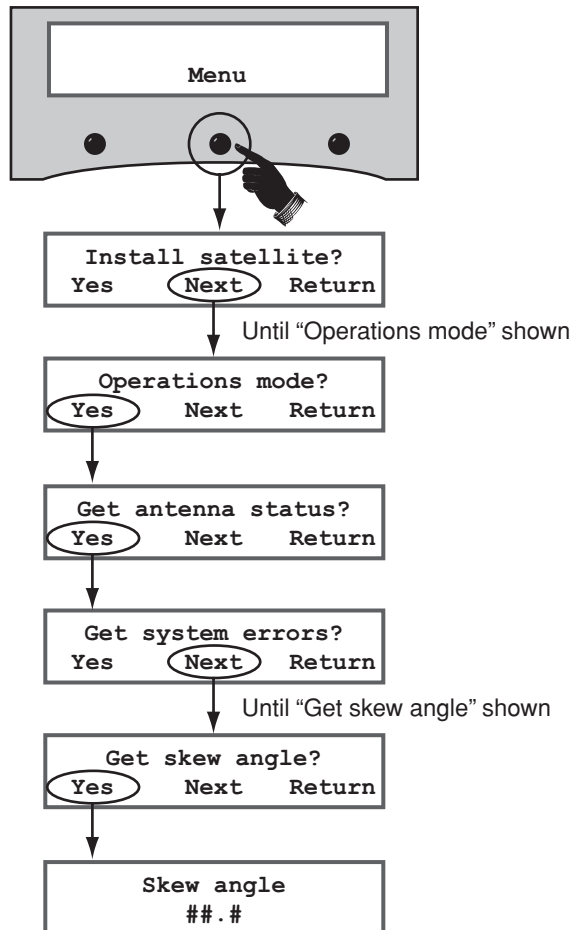 Menu
Install satellite?
Yes Next Return
Until “Operations mode” shown
Operations mode?
Yes Next Return
Get antenna status?
Yes Next Return
Get system errors?
Yes Next Return
Until “Get skew angle” shown
Get skew angle?
Yes Next Return
Skew angle
##.#